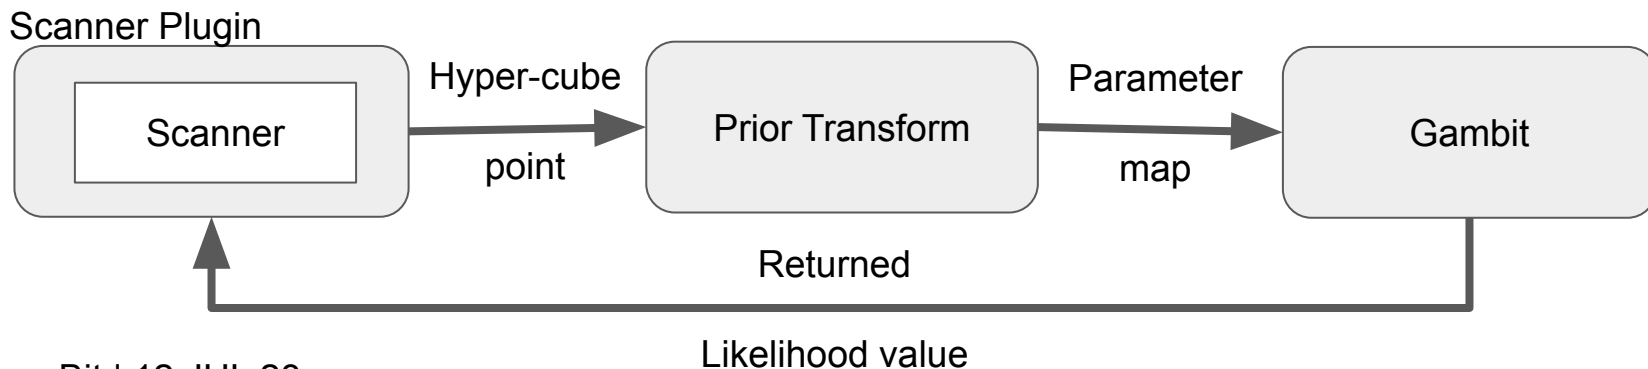 Scanner Plugin
Scanner
Hyper-cube
point
Prior Transform
Parameter
map
Gambit
Returned
Likelihood value